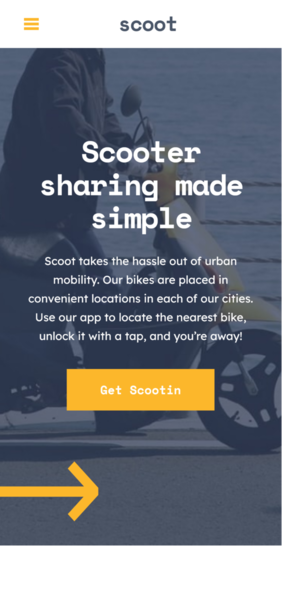 scoot
Scooter
sharing made
simple
Scoot takes the hassle out of urban
mobility. Our bikes are placed in
convenient locations in each of our cities.
Use our app to locate the nearest bike,
unlock it with a tap, and you’re away!
Get Scootin